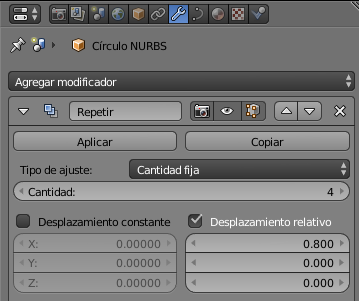 Círculo NURBS
Agregar modificador
Repetir
Aplicar Copiar
Tipo de ajuste: Cantidad fija
Cantidad: 4
Desplazamiento constante Desplazamiento relativo
X: 0.00000 0.800
Y: 0.00000 0.000
Z: 0.00000 0.000